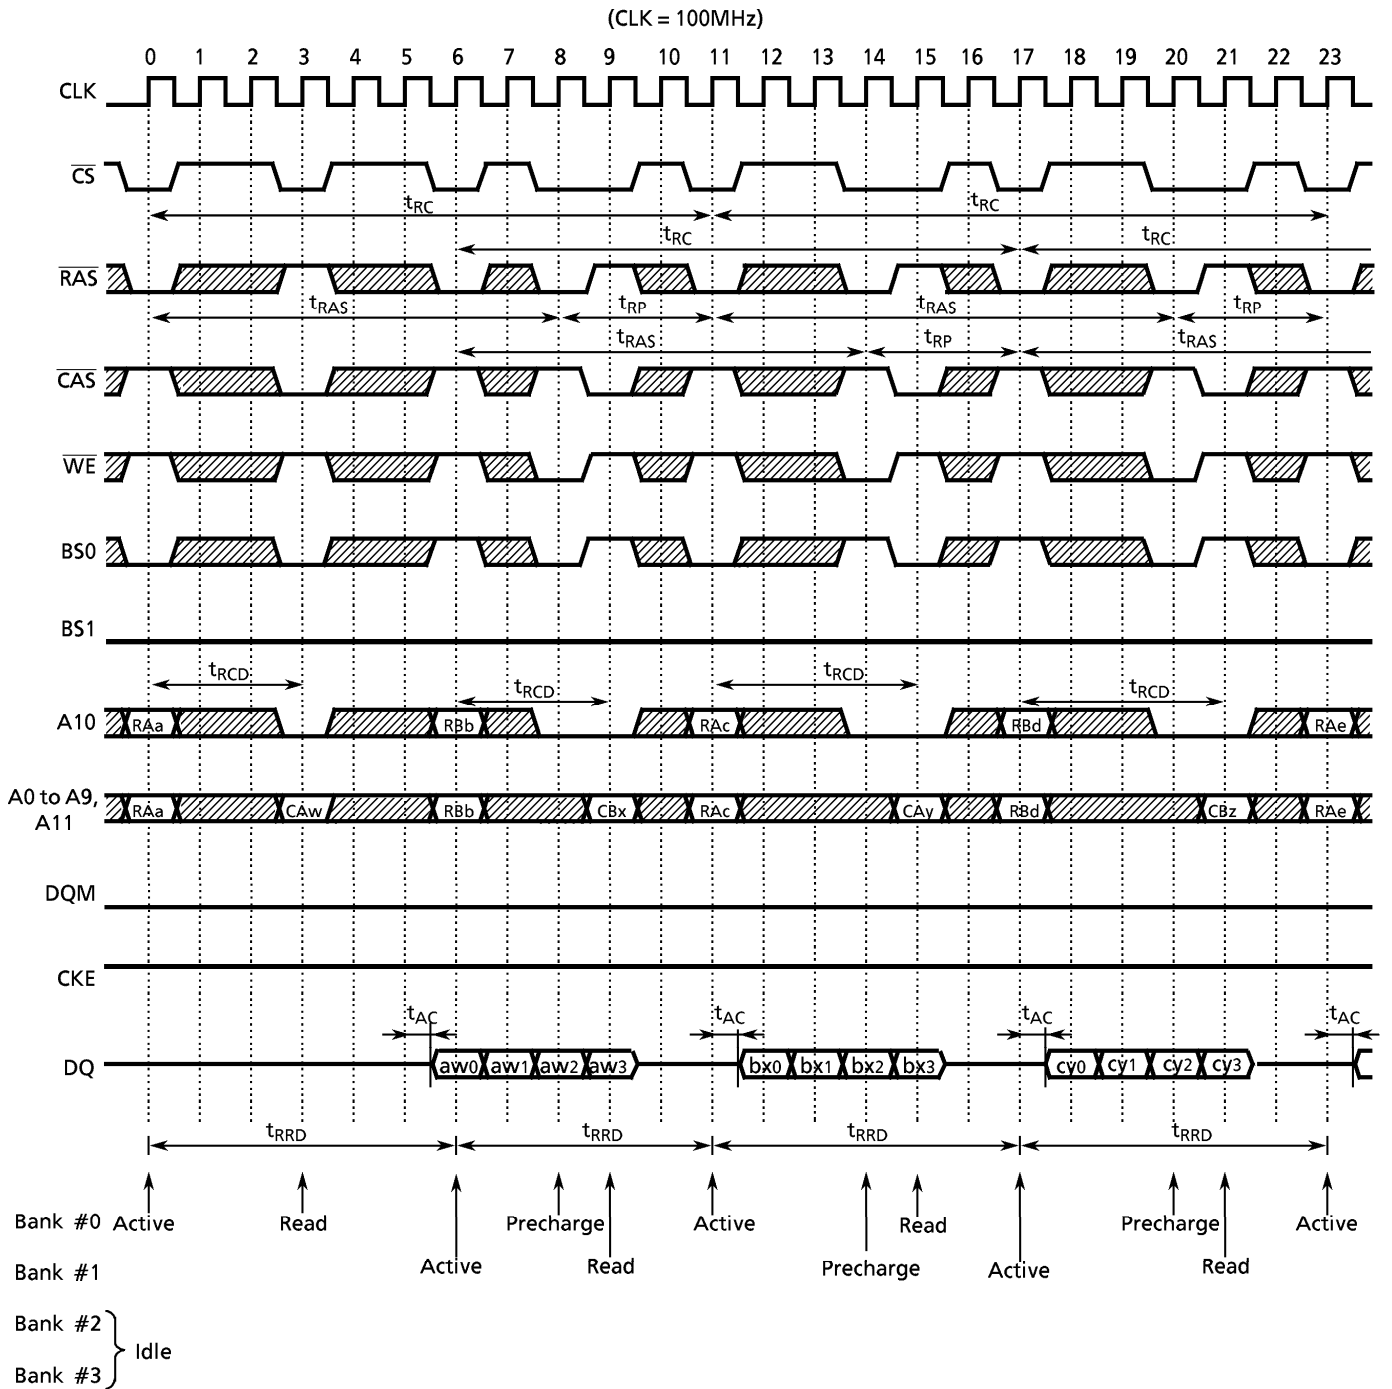 (CLK = 100MHz)
0 1 2 3 4 5 6 7 8 9 10 11 12 13 14 15 16 17 18 19 20 21 22 23
CLK
CS
tRC tRC
tRC tRC
RAS
tRAS tRP tRAS tRP
tRAS tRP tRAS
CAS
WE
BS0
BS1
tRCD tRCD
tRCD tRCD
A10 RAa RBb RAc RBd RAe
A0 to A9,
A11
RAa CAw RBb CBx RAc CAy RBd CBz RAe
DQM
CKE
tAC tAC tAC tAC
DQ aw0 aw1 aw2 aw3 bx0 bx1 bx2 bx3 cy0 cy1 cy2 cy3
tRRD tRRD tRRD tRRD
Bank #0 Active Read Precharge Active Read Precharge Active
Bank #1 Active Read Precharge Active Read
Bank #2
Bank #3
Idle